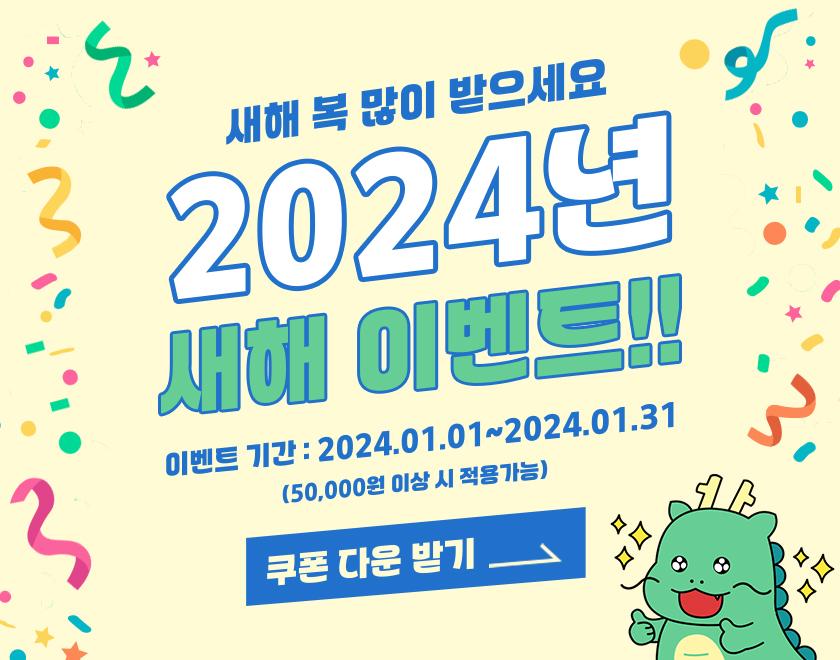 새해 복 많이 받으세요
2024년
새해 이벤트!!
이벤트 기간 : 2024.01.01~2024.01.31
(50,000원 이상 시 적용가능)
쿠폰 다운 받기